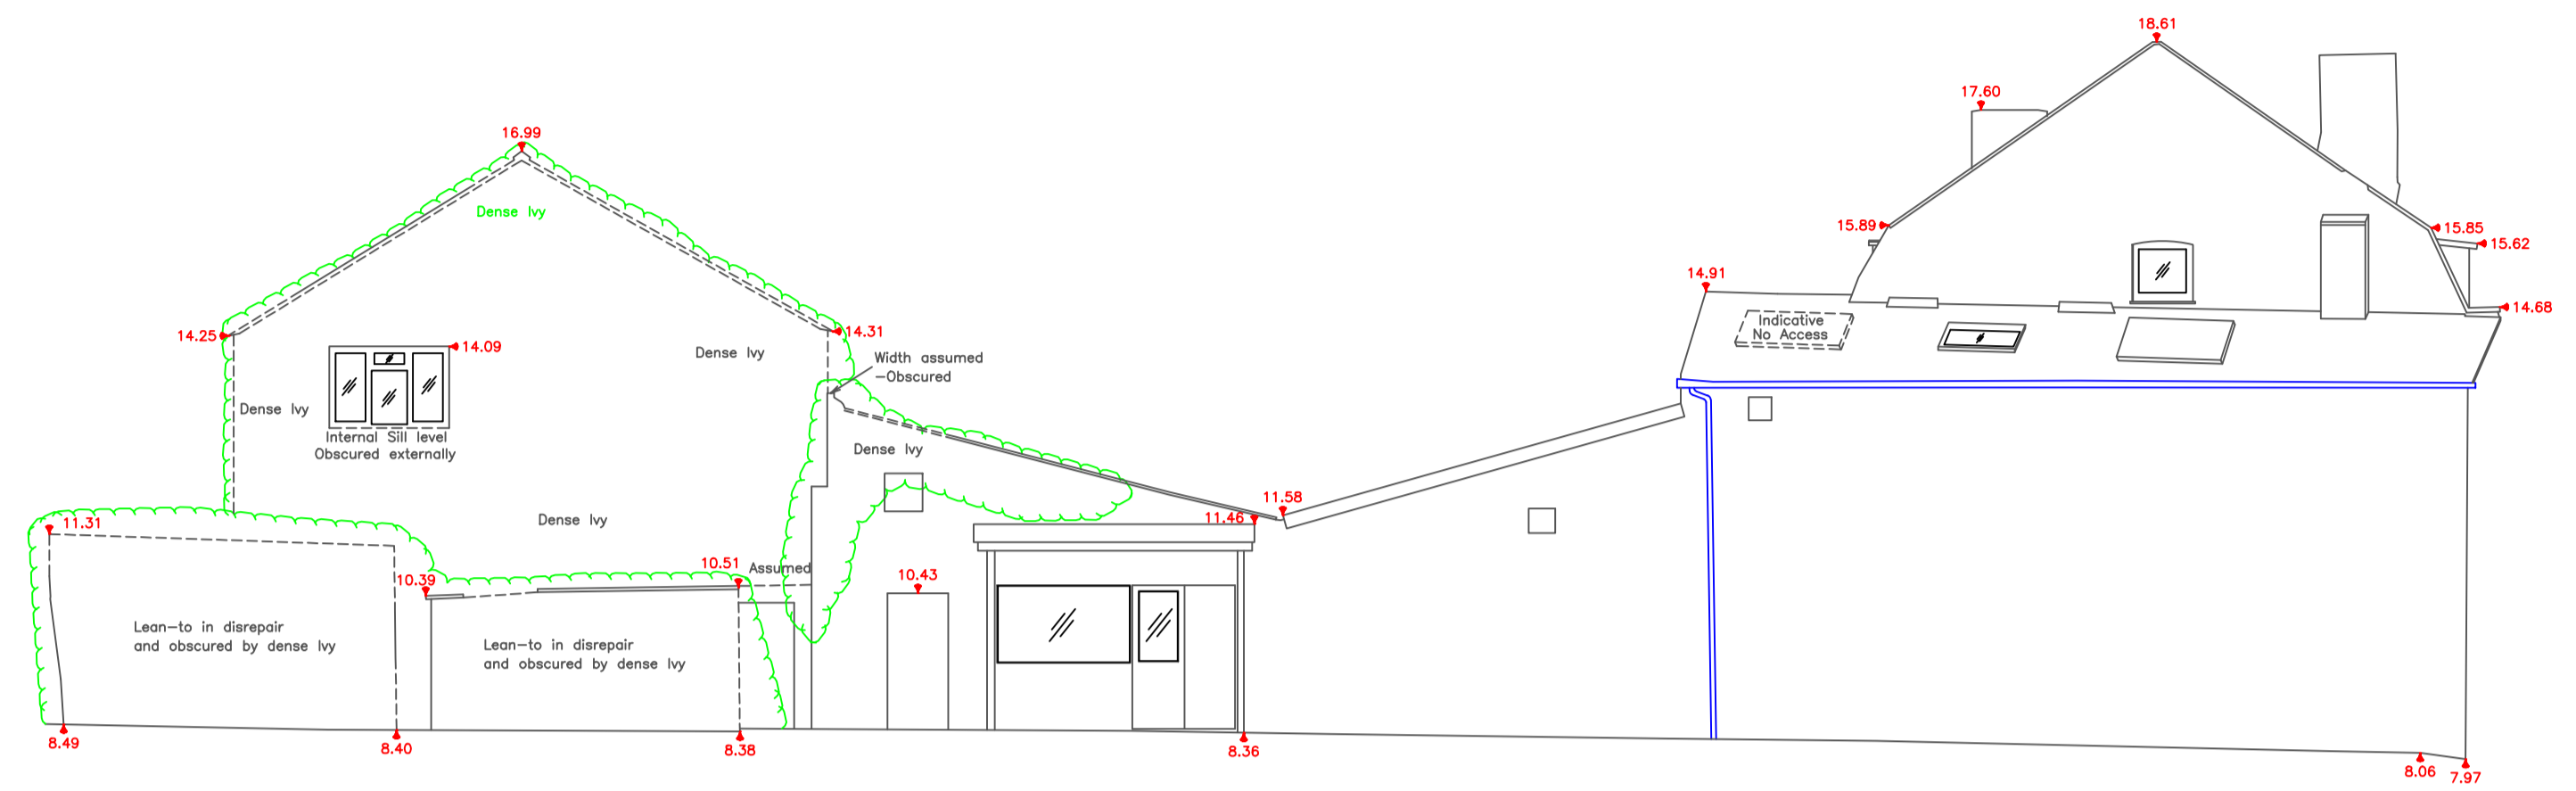 18.61
17.60
16.99
Dense Ivy
15.89
15.85
15.62
14.91
14.68
14.25
14.31
14.09
Indicative
No Access
Dense Ivy
Width assumed
-Obscured
Dense Ivy
Internal Sill level
Obscured externally
Dense Ivy
11.58
11.31
11.46
Dense Ivy
10.51
Assumed
10.39
10.43
Lean-to in disrepair
and obscured by dense Ivy
Lean-to in disrepair
and obscured by dense Ivy
8.49
8.40
8.38
8.36
8.06
7.97